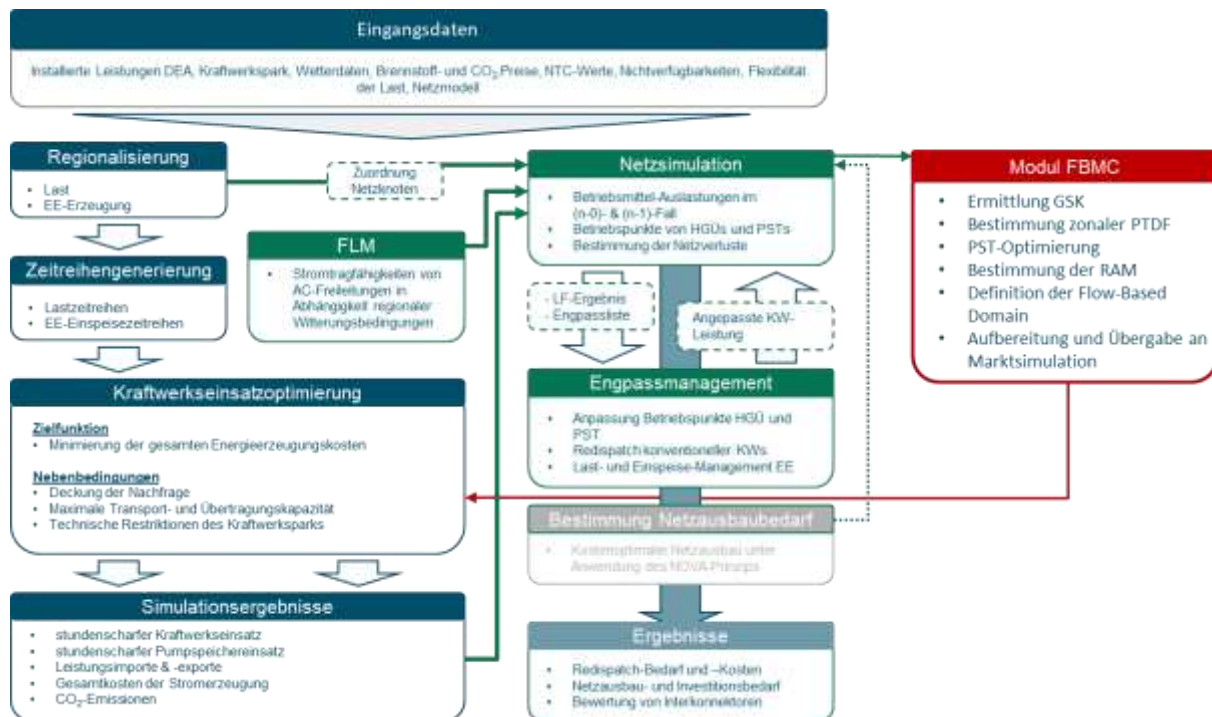 Eingangsdaten
Installierte Leistungen DEA, Kraftwerkspark, Wetterdaten, Brennstoff- und CO₂ Preise, NTC-Werte, Nichtverfügbarkeiten, Flexibilität
der Last, Netzmodell
Regionalisierung
• Last
• EE-Erzeugung
Zuordnung
Netzknoten
Zeitreihengenerierung
• Lastzeitreihen
• EE-Einspeisezeitreihen
FLM
• Stromtragfähigkeiten von
AC-Freileitungen in
Abhängigkeit regionaler
Witterungsbedingungen
Kraftwerkseinsatzoptimierung
Zielfunktion
• Minimierung der gesamten Energieerzeugungskosten
Nebenbedingungen
• Deckung der Nachfrage
• Maximale Transport- und Übertragungskapazität
• Technische Restriktionen des Kraftwerksparks
Simulationsergebnisse
• stundenscharfer Kraftwerkseinsatz
• stundenscharfer Pumpspeichereinsatz
• Leistungsimporte & -exporte
• Gesamtkosten der Stromerzeugung
• CO₂-Emissionen
Netzsimulation
• Betriebsmittel-Auslastungen im
(n-0)- & (n-1)-Fall
• Betriebspunkte von HGÜs und PSTs
• Bestimmung der Netzverluste
- LF-Ergebnis
- Engpassliste
Angepasste KW-
Leistung
Engpassmanagement
• Anpassung Betriebspunkte HGÜ und
PST
• Redispatch konventioneller KWs
• Last- und Einspeise-Management EE
Bestimmung Netzausbaubedarf
• Kostenoptimaler Netzausbau unter
Anwendung des NOVA-Prinzips
Ergebnisse
• Redispatch-Bedarf und –Kosten
• Netzausbau- und Investitionsbedarf
• Bewertung von Interkonnektoren
Modul FBMC
• Ermittlung GSK
• Bestimmung zonaler PTDF
• PST-Optimierung
• Bestimmung der RAM
• Definition der Flow-Based
Domain
• Aufbereitung und Übergabe an
Marktsimulation